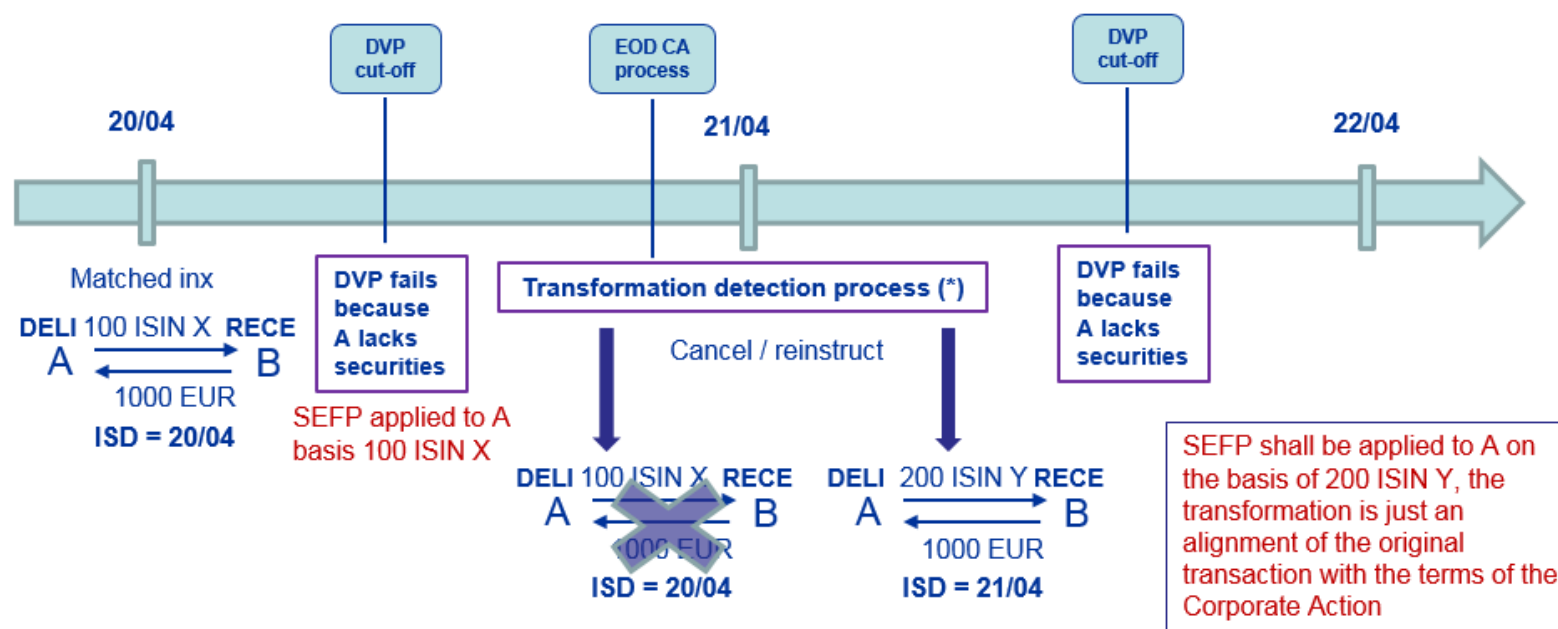 DVP
cut-off
EOD CA
process
DVP
cut-off
20/04
21/04
22/04
Matched inx
DELI 100 ISIN X RECE
A B
1000 EUR
ISD = 20/04
DVP fails
because
A lacks
securities
SEFP applied to A
basis 100 ISIN X
Transformation detection process (*)
Cancel / reinstruct
DELI 100 ISIN X RECE
A B
1000 EUR
ISD = 20/04
DELI 200 ISIN Y RECE
A B
1000 EUR
ISD = 21/04
DVP fails
because
A lacks
securities
SEFP shall be applied to A on
the basis of 200 ISIN Y, the
transformation is just an
alignment of the original
transaction with the terms of the
Corporate Action